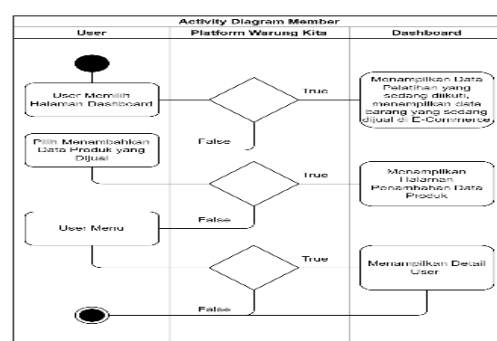 Activity Diagram Member
User
Platform Warung Kita
Dashboard
User Memilih
Halaman Dashboard
True
Menampilkan Data
Pelatihan yang
sedang diikuti,
menampilkan data
barang yang sedang
dijual di E-Commerce
False
Pilih Menambahkan
Data Produk yang
Dijual
True
Menampilkan
Halaman
Penambahan Data
Produk
False
User Menu
True
Menampilkan Detail
User
False